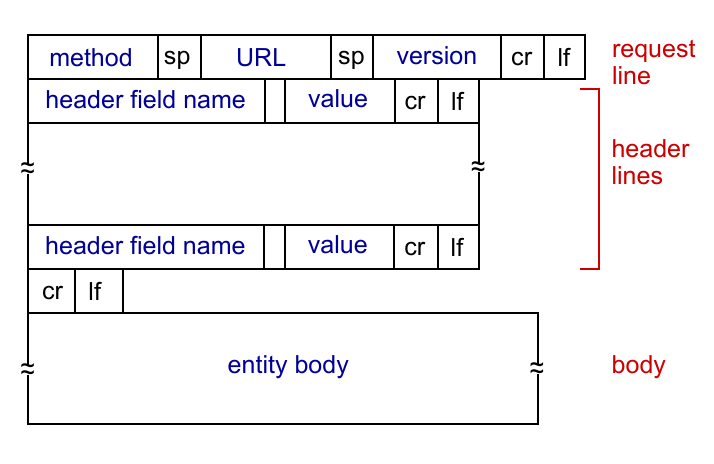 method sp URL sp version cr lf request
line
header field name value cr lf
header
lines
header field name value cr lf
cr lf
entity body body